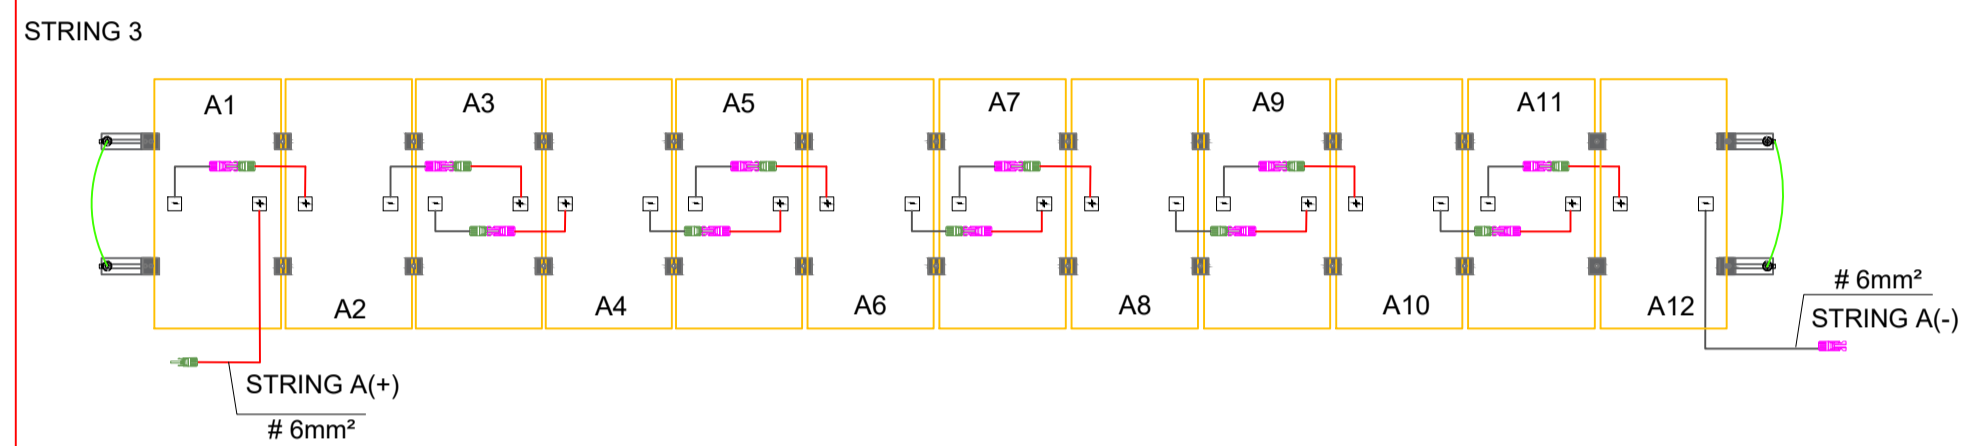 STRING 3
A1
A3
A5
A7
A9
A11
- + + - - + + - - + + - - + + - - + + - - + + -
A2
A4
A6
A8
A10
A12
# 6mm²
STRING A(-)
STRING A(+)
# 6mm²